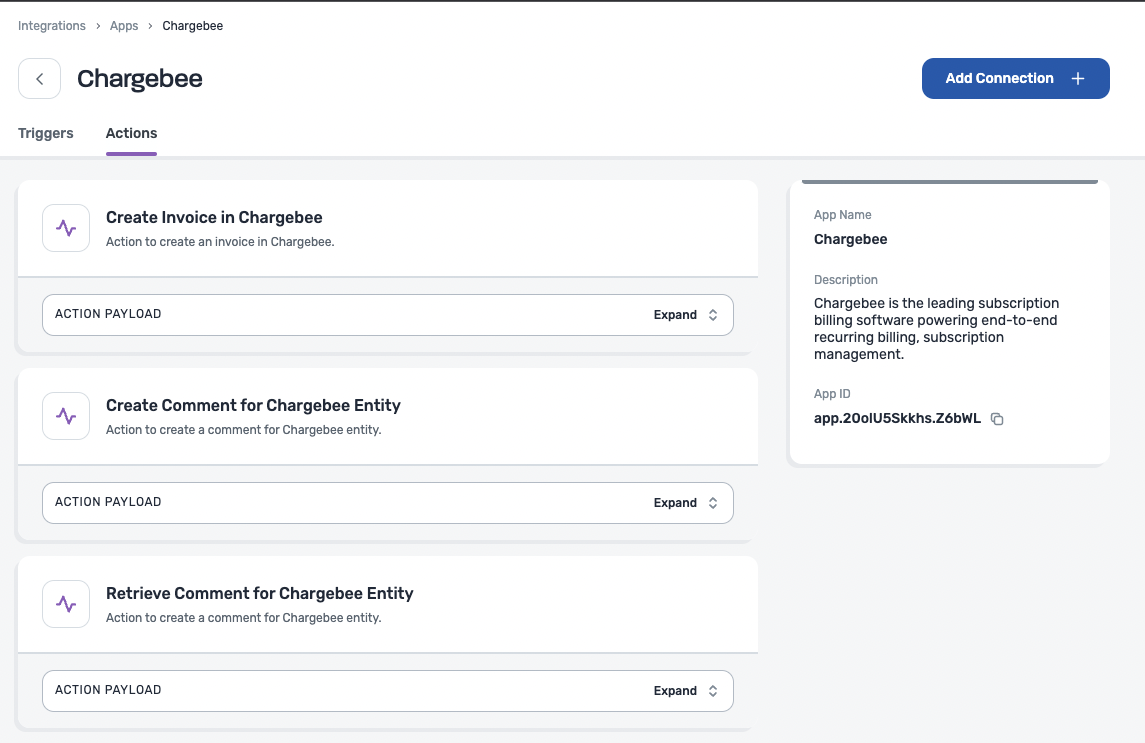 Integrations › Apps › Chargebee
Chargebee
Add Connection +
Triggers Actions
Create Invoice in Chargebee
Action to create an invoice in Chargebee.
ACTION PAYLOAD Expand
Create Comment for Chargebee Entity
Action to create a comment for Chargebee entity.
ACTION PAYLOAD Expand
Retrieve Comment for Chargebee Entity
Action to create a comment for Chargebee entity.
ACTION PAYLOAD Expand
App Name
Chargebee
Description
Chargebee is the leading subscription
billing software powering end-to-end
recurring billing, subscription
management.
App ID
app.20olU5Skkhs.Z6bWL